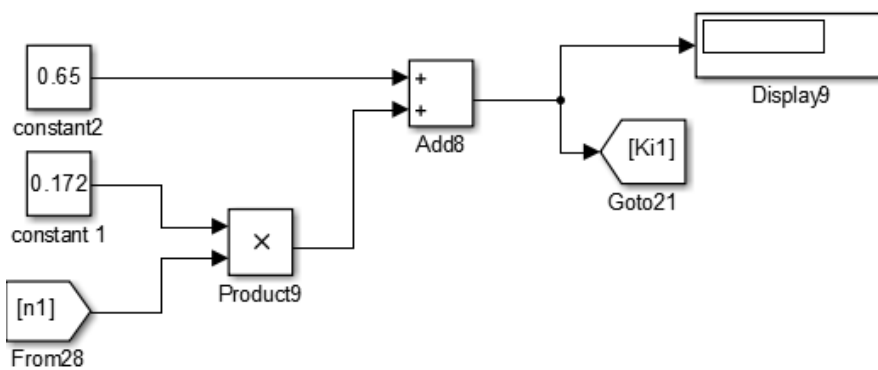 0.65
constant2
0.172
constant 1
[n1]
From28
×
Product9
+
+
Add8
Display9
[Ki1]
Goto21